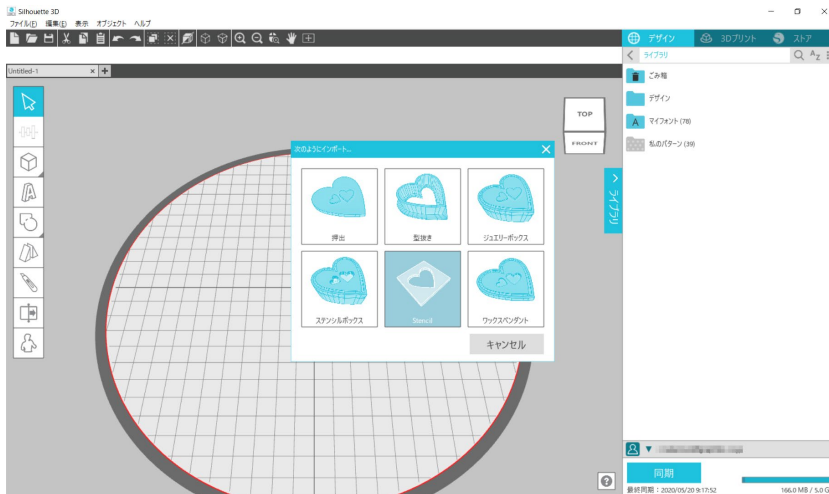 Silhouette 3D
ファイル(F) 編集(E) 表示 オブジェクト ヘルプ
デザイン 3Dプリント ストア
ライブラリ
Untitled-1
ごみ箱
デザイン
マイフォント (78)
私のパターン (39)
TOP
FRONT
ライブラリ
次のようにインポート...
押出 型抜き ジュエリーボックス
ステンシルボックス Stencil ワックスペンダント
キャンセル
同期
最終同期：2020/05/20 9:17:52 166.0 MB / 5.0 G